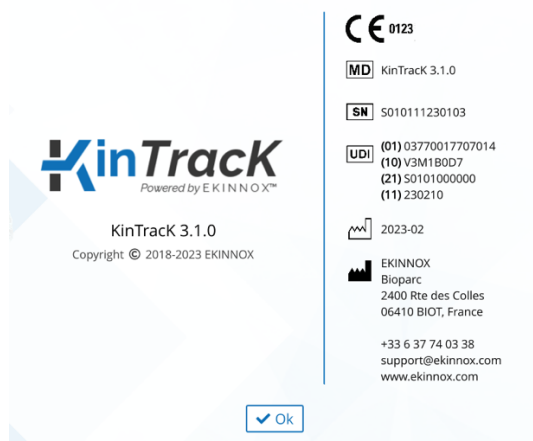 KinTracK
Powered by EKINNOX™
KinTracK 3.1.0
Copyright © 2018-2023 EKINNOX
CE 0123
MD KinTracK 3.1.0
SN S010111230103
UDI (01) 03770017707014
(10) V3M1B0D7
(21) S0101000000
(11) 230210
2023-02
EKINNOX
Bioparc
2400 Rte des Colles
06410 BIOT, France
+33 6 37 74 03 38
support@ekinnox.com
www.ekinnox.com
Ok